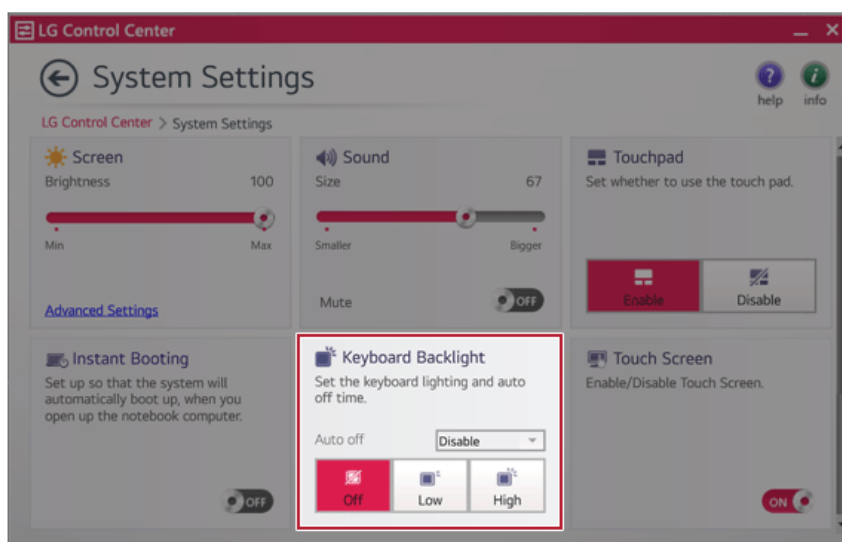 LG Control Center
System Settings
help
info
LG Control Center > System Settings
Screen
Brightness 100
Min Max
Advanced Settings
Sound
Size 67
Smaller Bigger
Mute OFF
Touchpad
Set whether to use the touch pad.
Enable Disable
Instant Booting
Set up so that the system will
automatically boot up, when you
open up the notebook computer.
OFF
Keyboard Backlight
Set the keyboard lighting and auto
off time.
Auto off Disable
Off Low High
Touch Screen
Enable/Disable Touch Screen.
ON